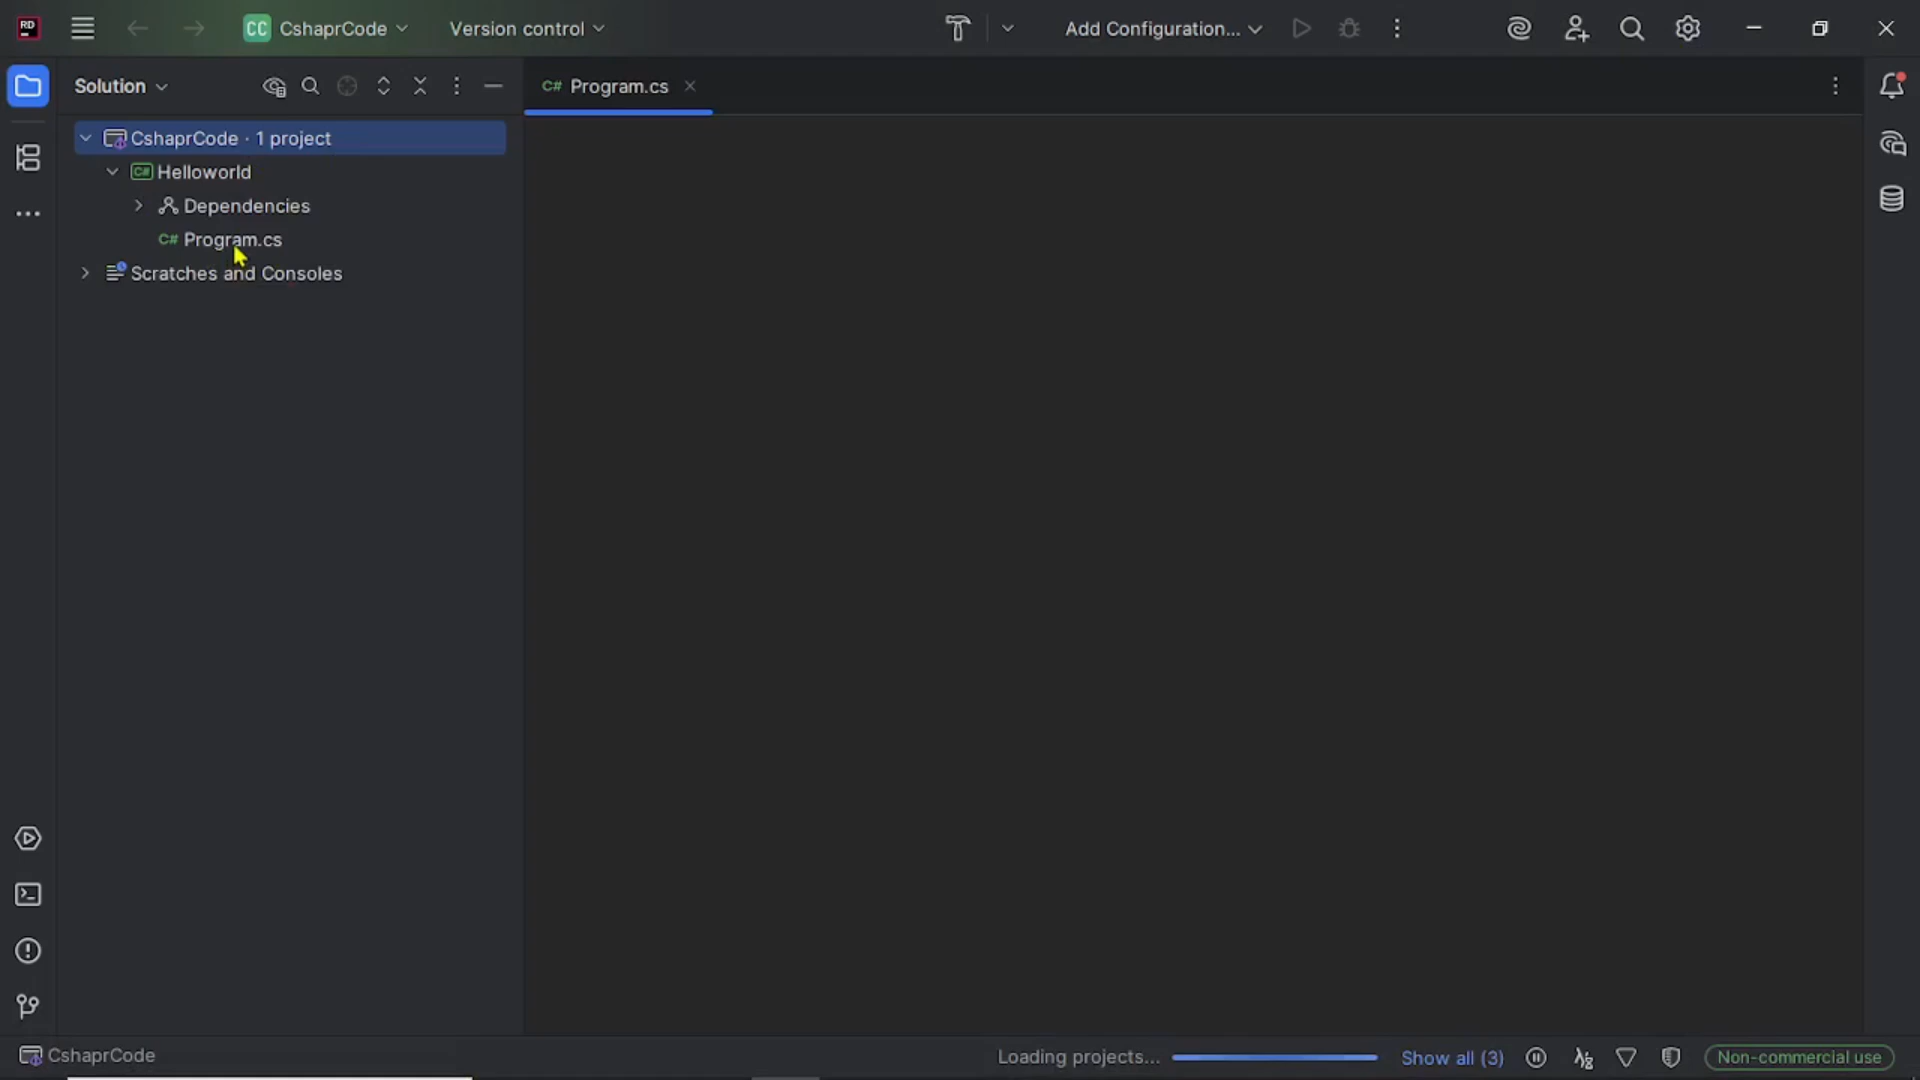 RD
CC CshaprCode
Version control
Add Configuration...
Solution
C# Program.cs
CshaprCode · 1 project
C# Helloworld
Dependencies
C# Program.cs
Scratches and Consoles
CshaprCode
Loading projects...
Show all (3)
Non-commercial use